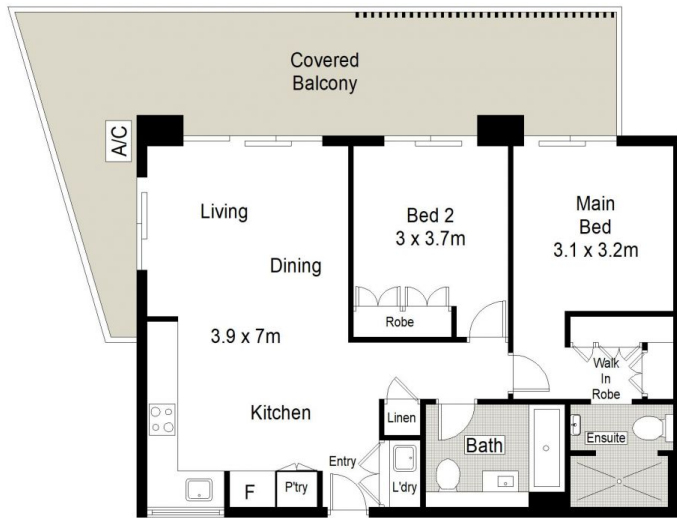 Covered
Balcony
A/C
Living
Dining
3.9 x 7m
Kitchen
Bed 2
3 x 3.7m
Robe
Main
Bed
3.1 x 3.2m
Walk
In
Robe
Linen
Bath
Ensuite
Entry
L'dry
F
P'try